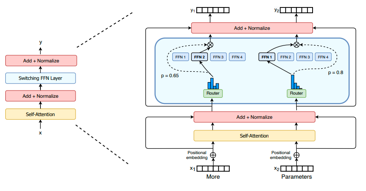 y
Add + Normalize
Switching FFN Layer
Add + Normalize
Self-Attention
x
y₁
y₂
Add + Normalize
FFN 1
FFN 2
FFN 3
FFN 4
FFN 1
FFN 2
FFN 3
FFN 4
p = 0.65
p = 0.8
Router
Router
Add + Normalize
Self-Attention
Positional
embedding
Positional
embedding
x₁
x₂
More
Parameters